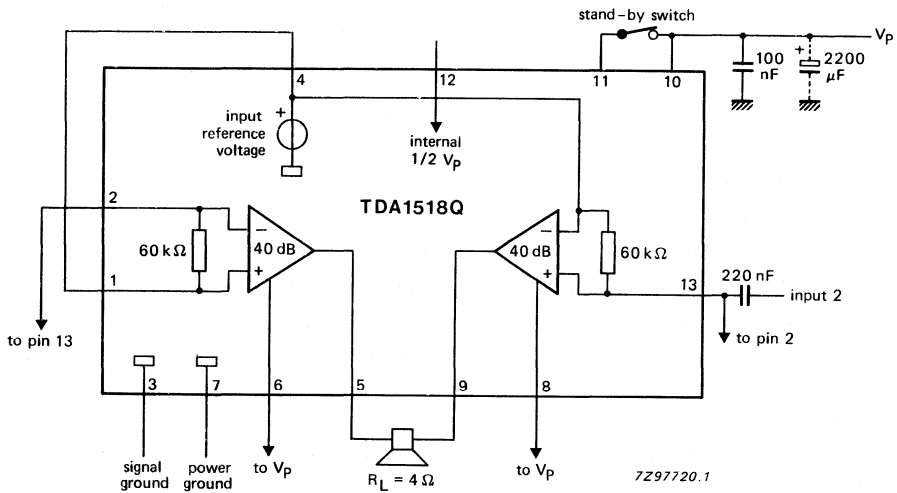 stand–by switch
V_P
+
100 nF
2200 μF
4
12
11
10
input reference voltage
+
internal 1/2 V_P
TDA1518Q
2
60 kΩ
−
40 dB
+
1
−
40 dB
+
60 kΩ
13
220 nF
input 2
to pin 13
to pin 2
3
7
6
5
9
8
signal ground
power ground
to V_P
R_L = 4 Ω
to V_P
7Z97720.1